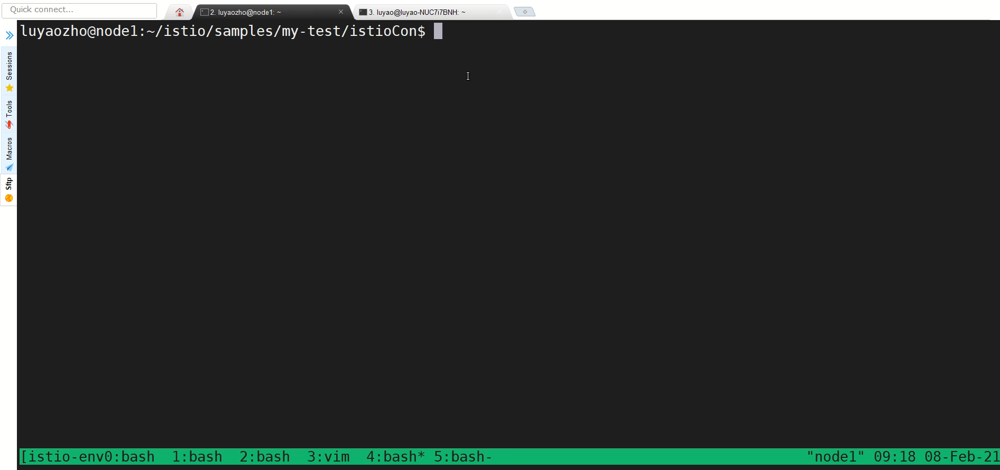 Quick connect...
2. luyaozho@node1: ~
3. luyao@luyao-NUC7i7BNH: ~
luyaozho@node1:~/istio/samples/my-test/istioCon$
Sessions
Tools
Macros
Sftp
[istio-env0:bash  1:bash  2:bash  3:vim  4:bash* 5:bash-
"node1" 09:18 08-Feb-21